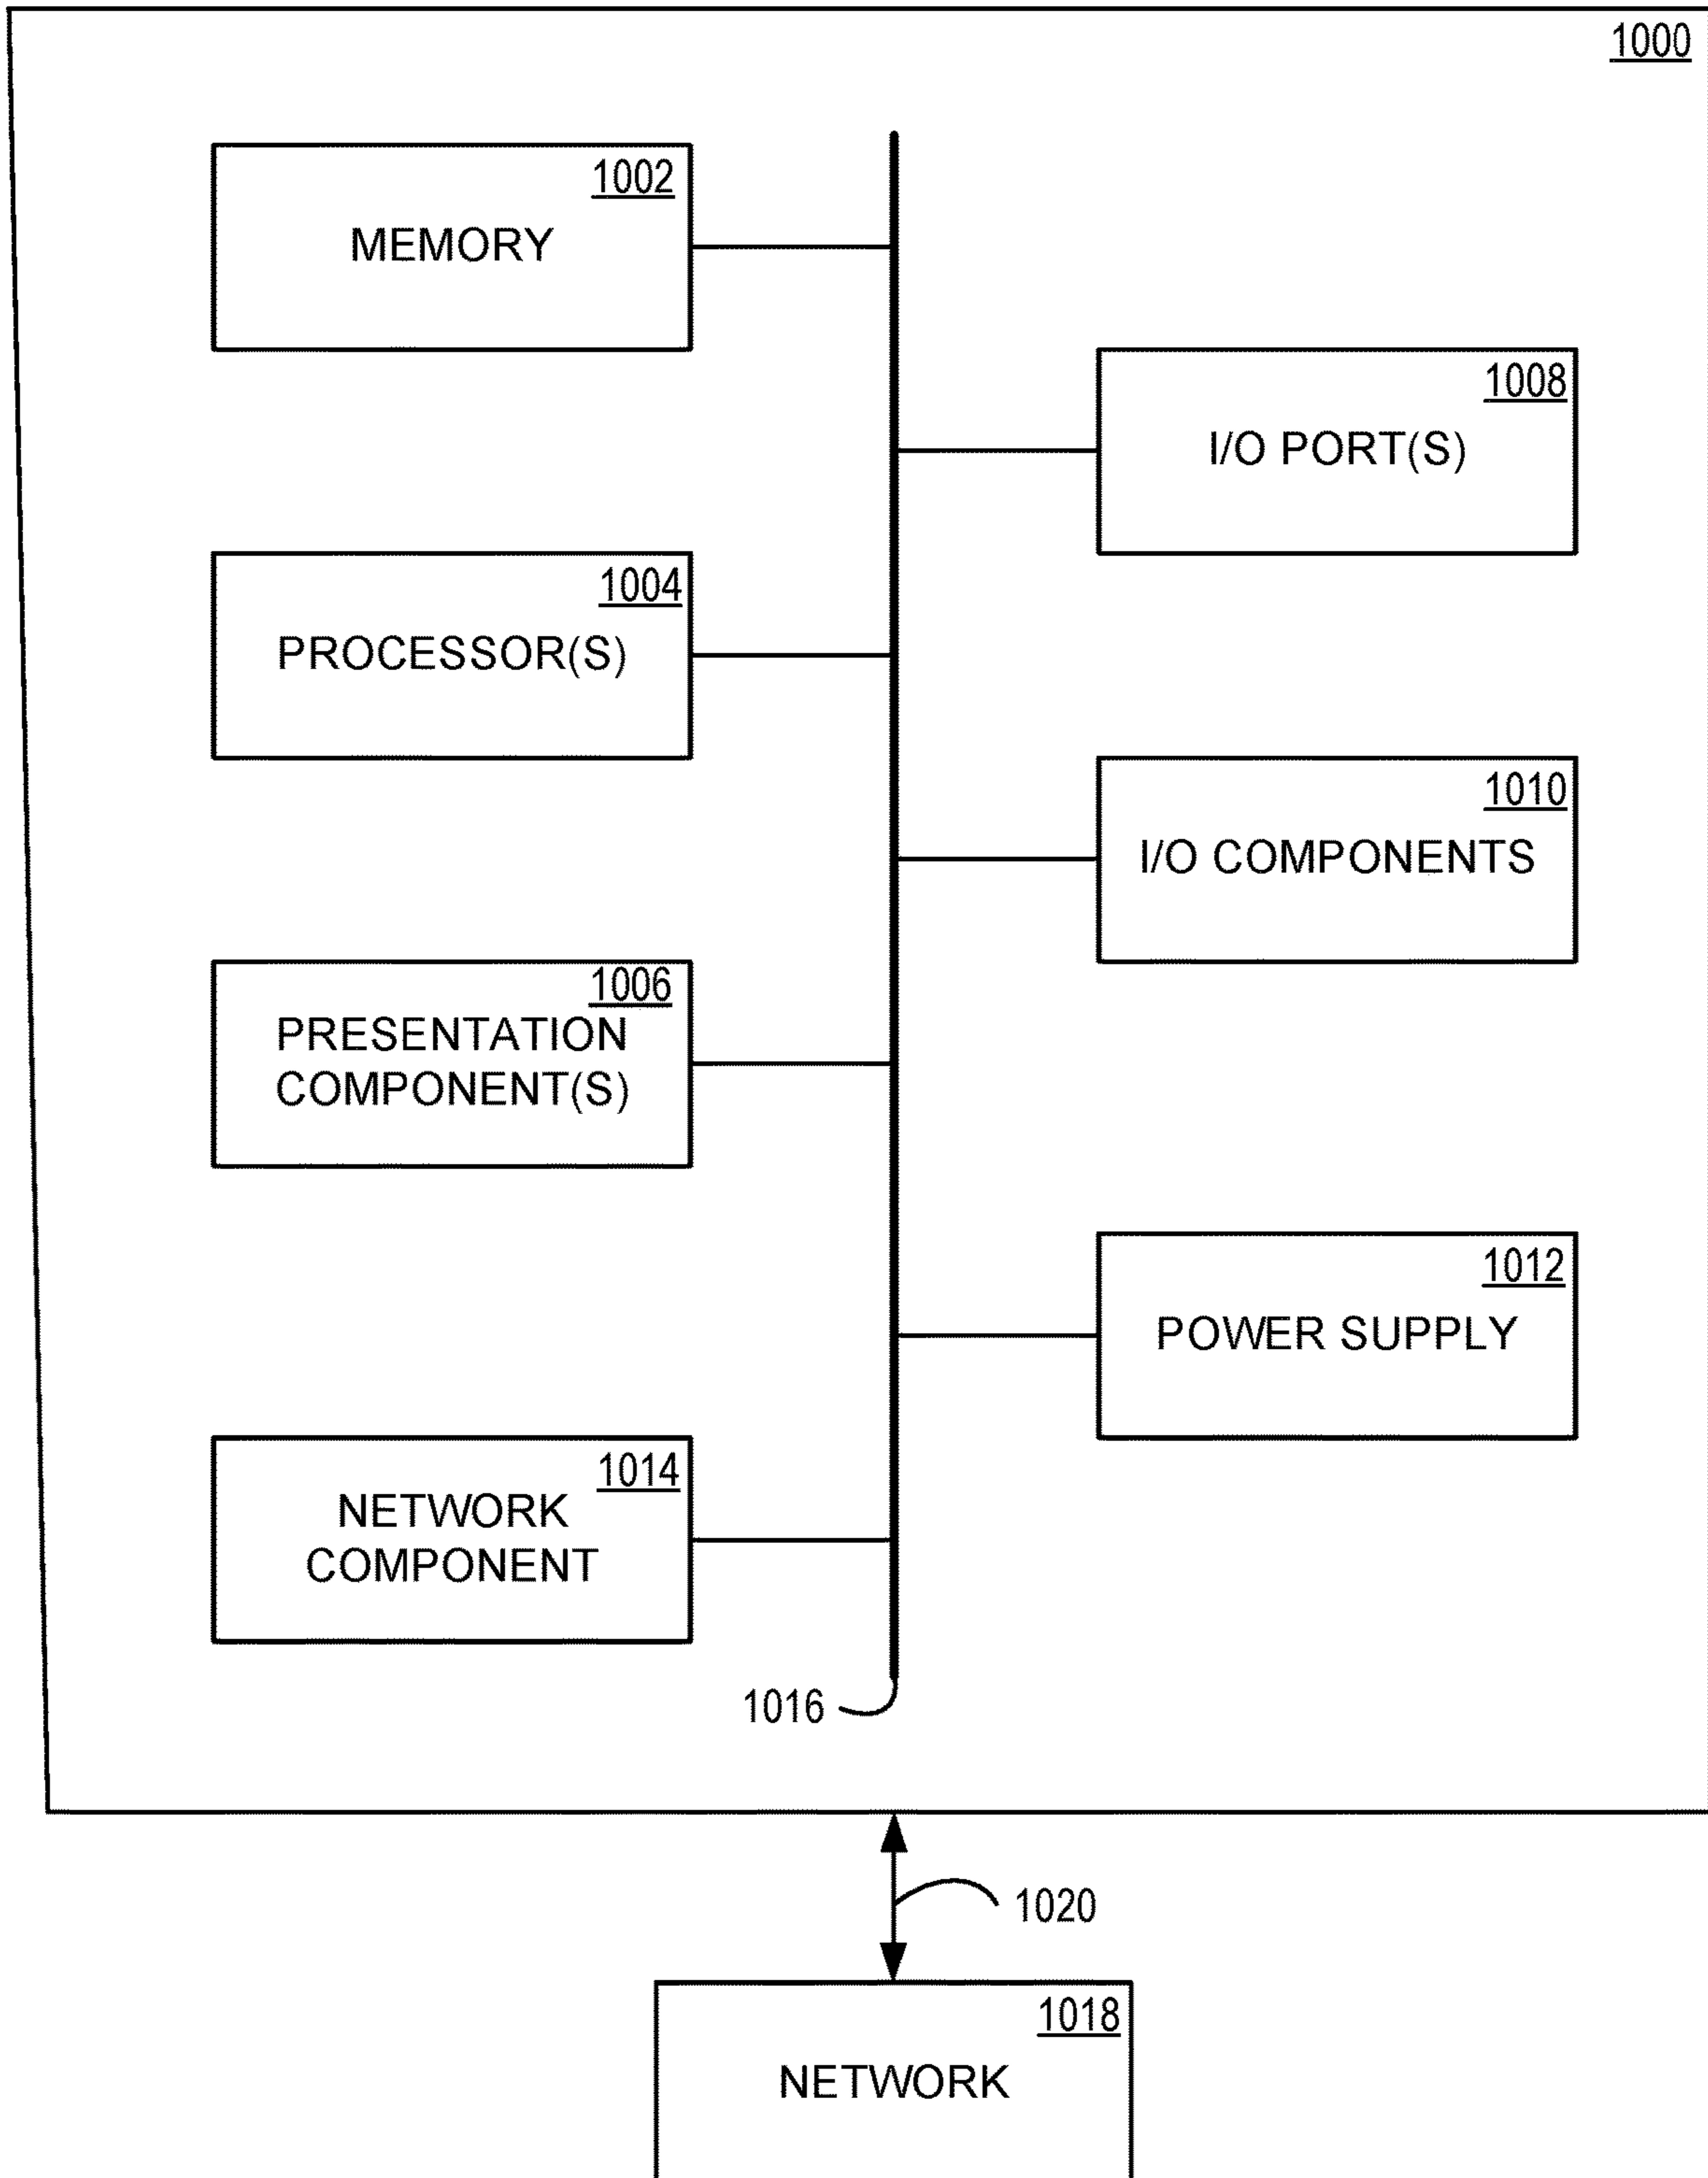 1000
1002
MEMORY
1008
I/O PORT(S)
1004
PROCESSOR(S)
1010
I/O COMPONENTS
1006
PRESENTATION
COMPONENT(S)
1012
POWER SUPPLY
1014
NETWORK
COMPONENT
1016
1020
1018
NETWORK